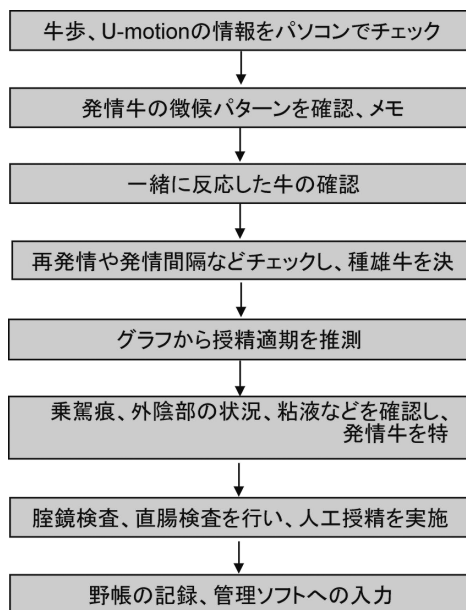 牛歩、U-motionの情報をパソコンでチェック
発情牛の徴候パターンを確認、メモ
一緒に反応した牛の確認
再発情や発情間隔などチェックし、種雄牛を決
グラフから授精適期を推測
乗駕痕、外陰部の状況、粘液などを確認し、
発情牛を特
腟鏡検査、直腸検査を行い、人工授精を実施
野帳の記録、管理ソフトへの入力